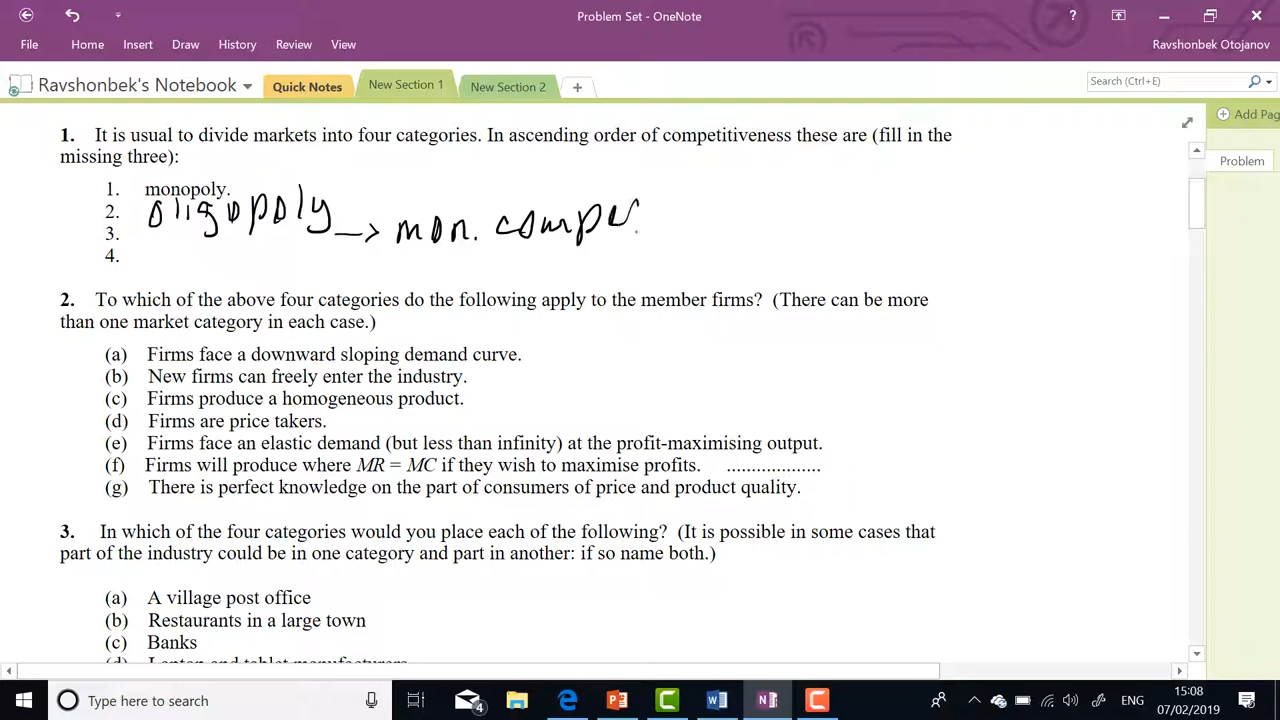 Problem Set - OneNote
?
File Home Insert Draw History Review View
Ravshonbek Otojanov
Ravshonbek's Notebook Quick Notes New Section 1 New Section 2 +
Search (Ctrl+E)
1. It is usual to divide markets into four categories. In ascending order of competitiveness these are (fill in the
missing three):
1. monopoly.
2. oligopoly → mon. compe
3.
4.
2. To which of the above four categories do the following apply to the member firms? (There can be more
than one market category in each case.)
(a) Firms face a downward sloping demand curve.
(b) New firms can freely enter the industry.
(c) Firms produce a homogeneous product.
(d) Firms are price takers.
(e) Firms face an elastic demand (but less than infinity) at the profit-maximising output.
(f) Firms will produce where MR = MC if they wish to maximise profits. ...................
(g) There is perfect knowledge on the part of consumers of price and product quality.
3. In which of the four categories would you place each of the following? (It is possible in some cases that
part of the industry could be in one category and part in another: if so name both.)
(a) A village post office
(b) Restaurants in a large town
(c) Banks
(d) Laptop and tablet manufacturers
Add Pag
Problem
Type here to search
4
ENG
15:08
07/02/2019